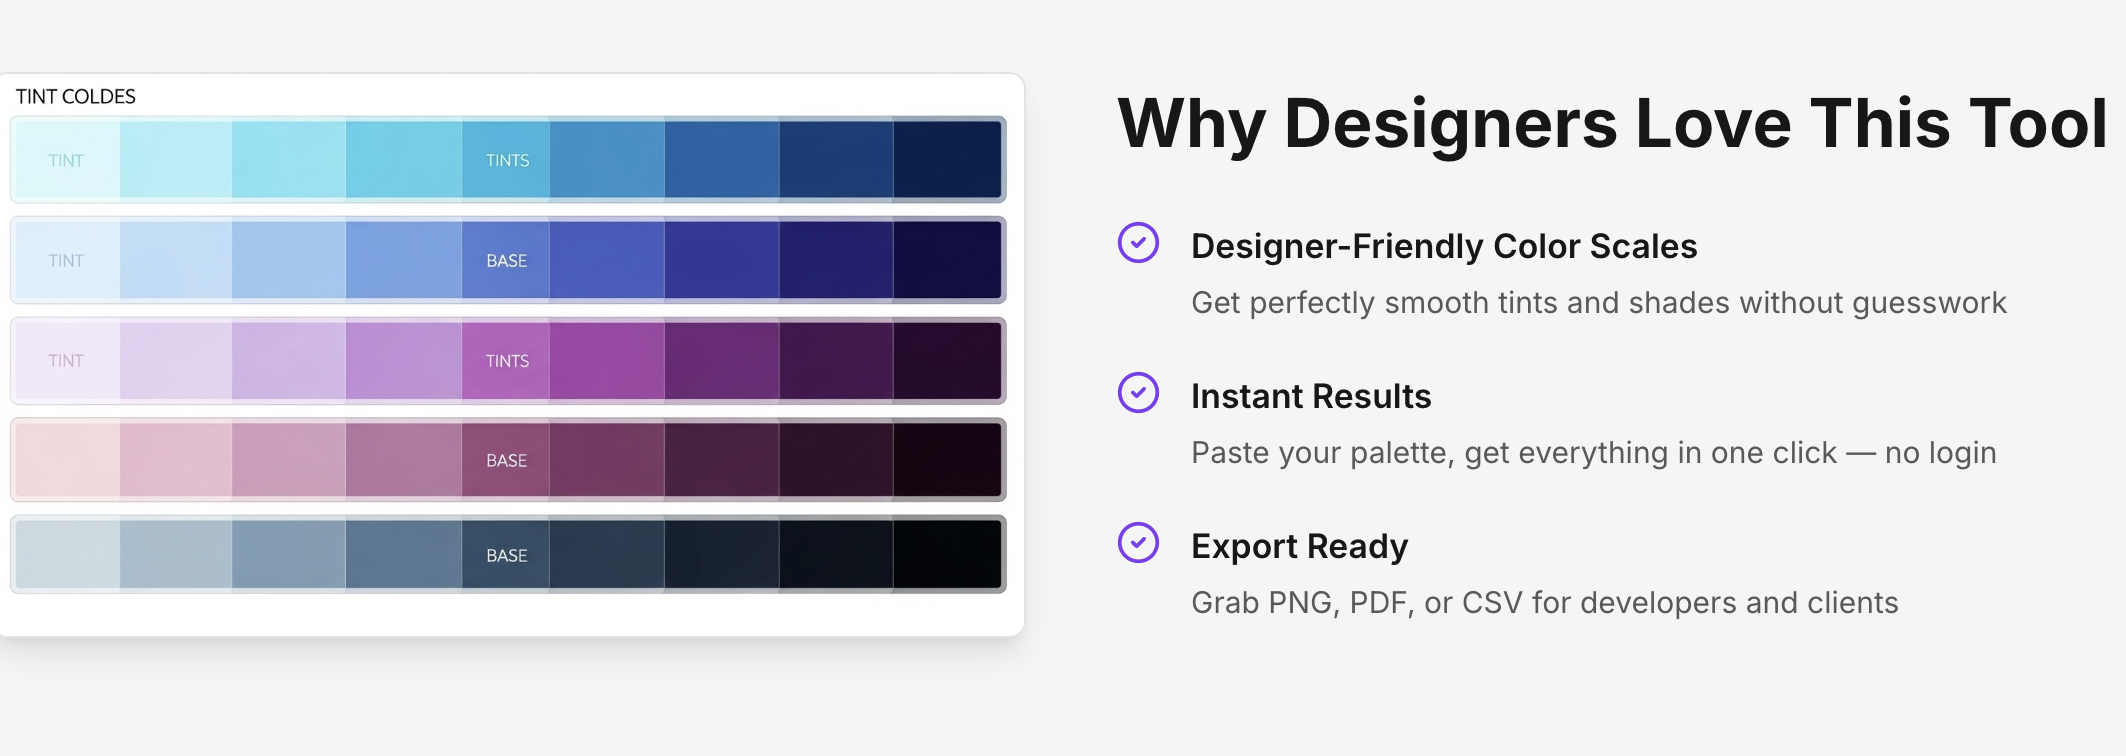 TINT COLDES
TINT TINTS
TINT BASE
TINT TINTS
BASE
BASE
Why Designers Love This Tool
Designer-Friendly Color Scales
Get perfectly smooth tints and shades without guesswork
Instant Results
Paste your palette, get everything in one click — no login
Export Ready
Grab PNG, PDF, or CSV for developers and clients